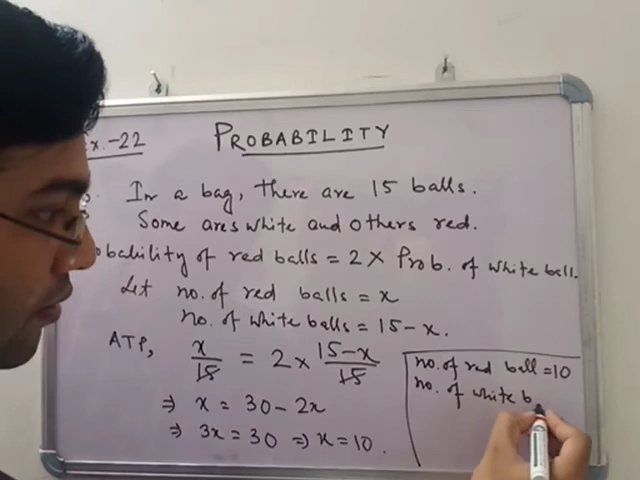 Ex.-22
PROBABILITY
In a bag, there are 15 balls.
Some are white and others red.
obability of red balls = 2 × Prob. of white ball.
Let no. of red balls = x
no. of white balls = 15 - x.
ATP, x/15 = 2 × 15-x/15
⇒ x = 30 - 2x
⇒ 3x = 30 ⇒ x = 10.
no. of red ball = 10
no. of white b